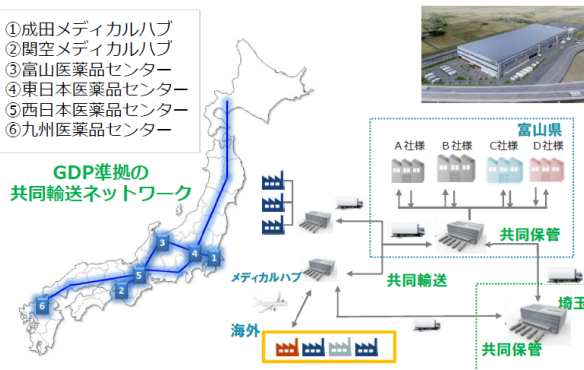 ①成田メディカルハブ
②関空メディカルハブ
③富山医薬品センター
④東日本医薬品センター
⑤西日本医薬品センター
⑥九州医薬品センター
GDP準拠の
共同輸送ネットワーク
富山県
A社様 B社様 C社様 D社様
共同保管
メディカルハブ
共同輸送
海外
埼玉
共同保管
3
4
1
5
2
6